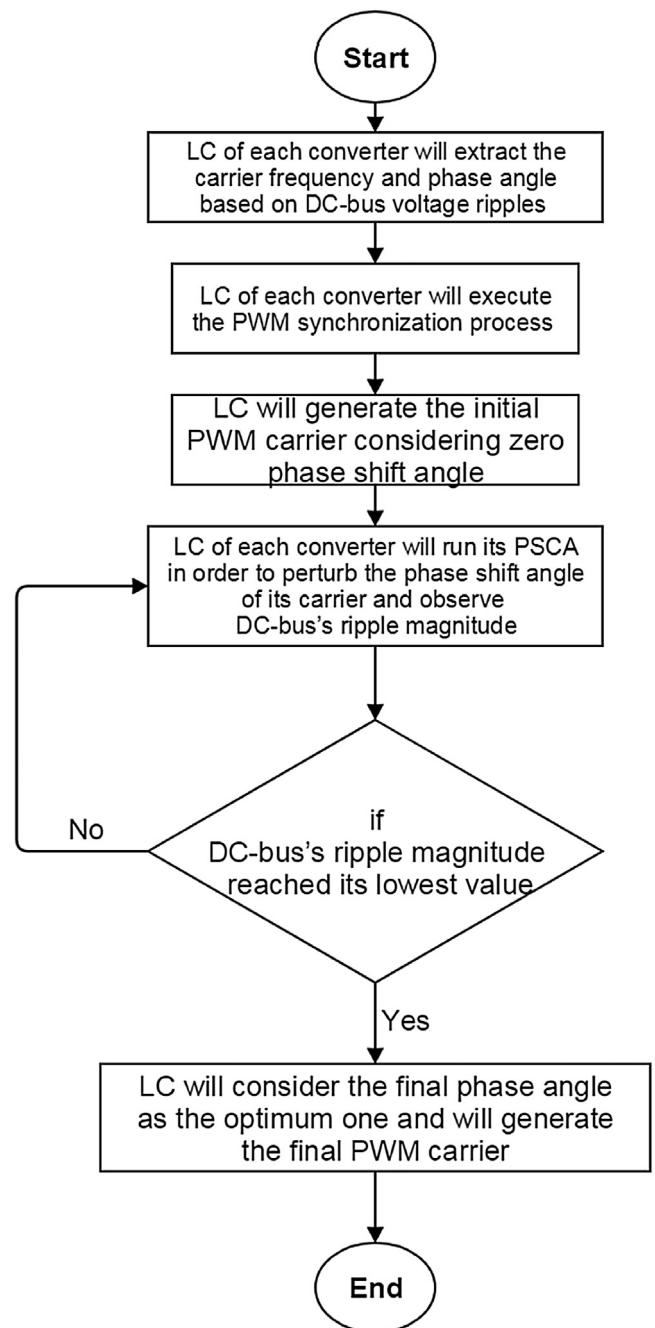 Start
LC of each converter will extract the
carrier frequency and phase angle
based on DC-bus voltage ripples
LC of each converter will execute
the PWM synchronization process
LC will generate the initial
PWM carrier considering zero
phase shift angle
LC of each converter will run its PSCA
in order to perturb the phase shift angle
of its carrier and observe
DC-bus's ripple magnitude
if
DC-bus's ripple magnitude
reached its lowest value
No
Yes
LC will consider the final phase angle
as the optimum one and will generate
the final PWM carrier
End